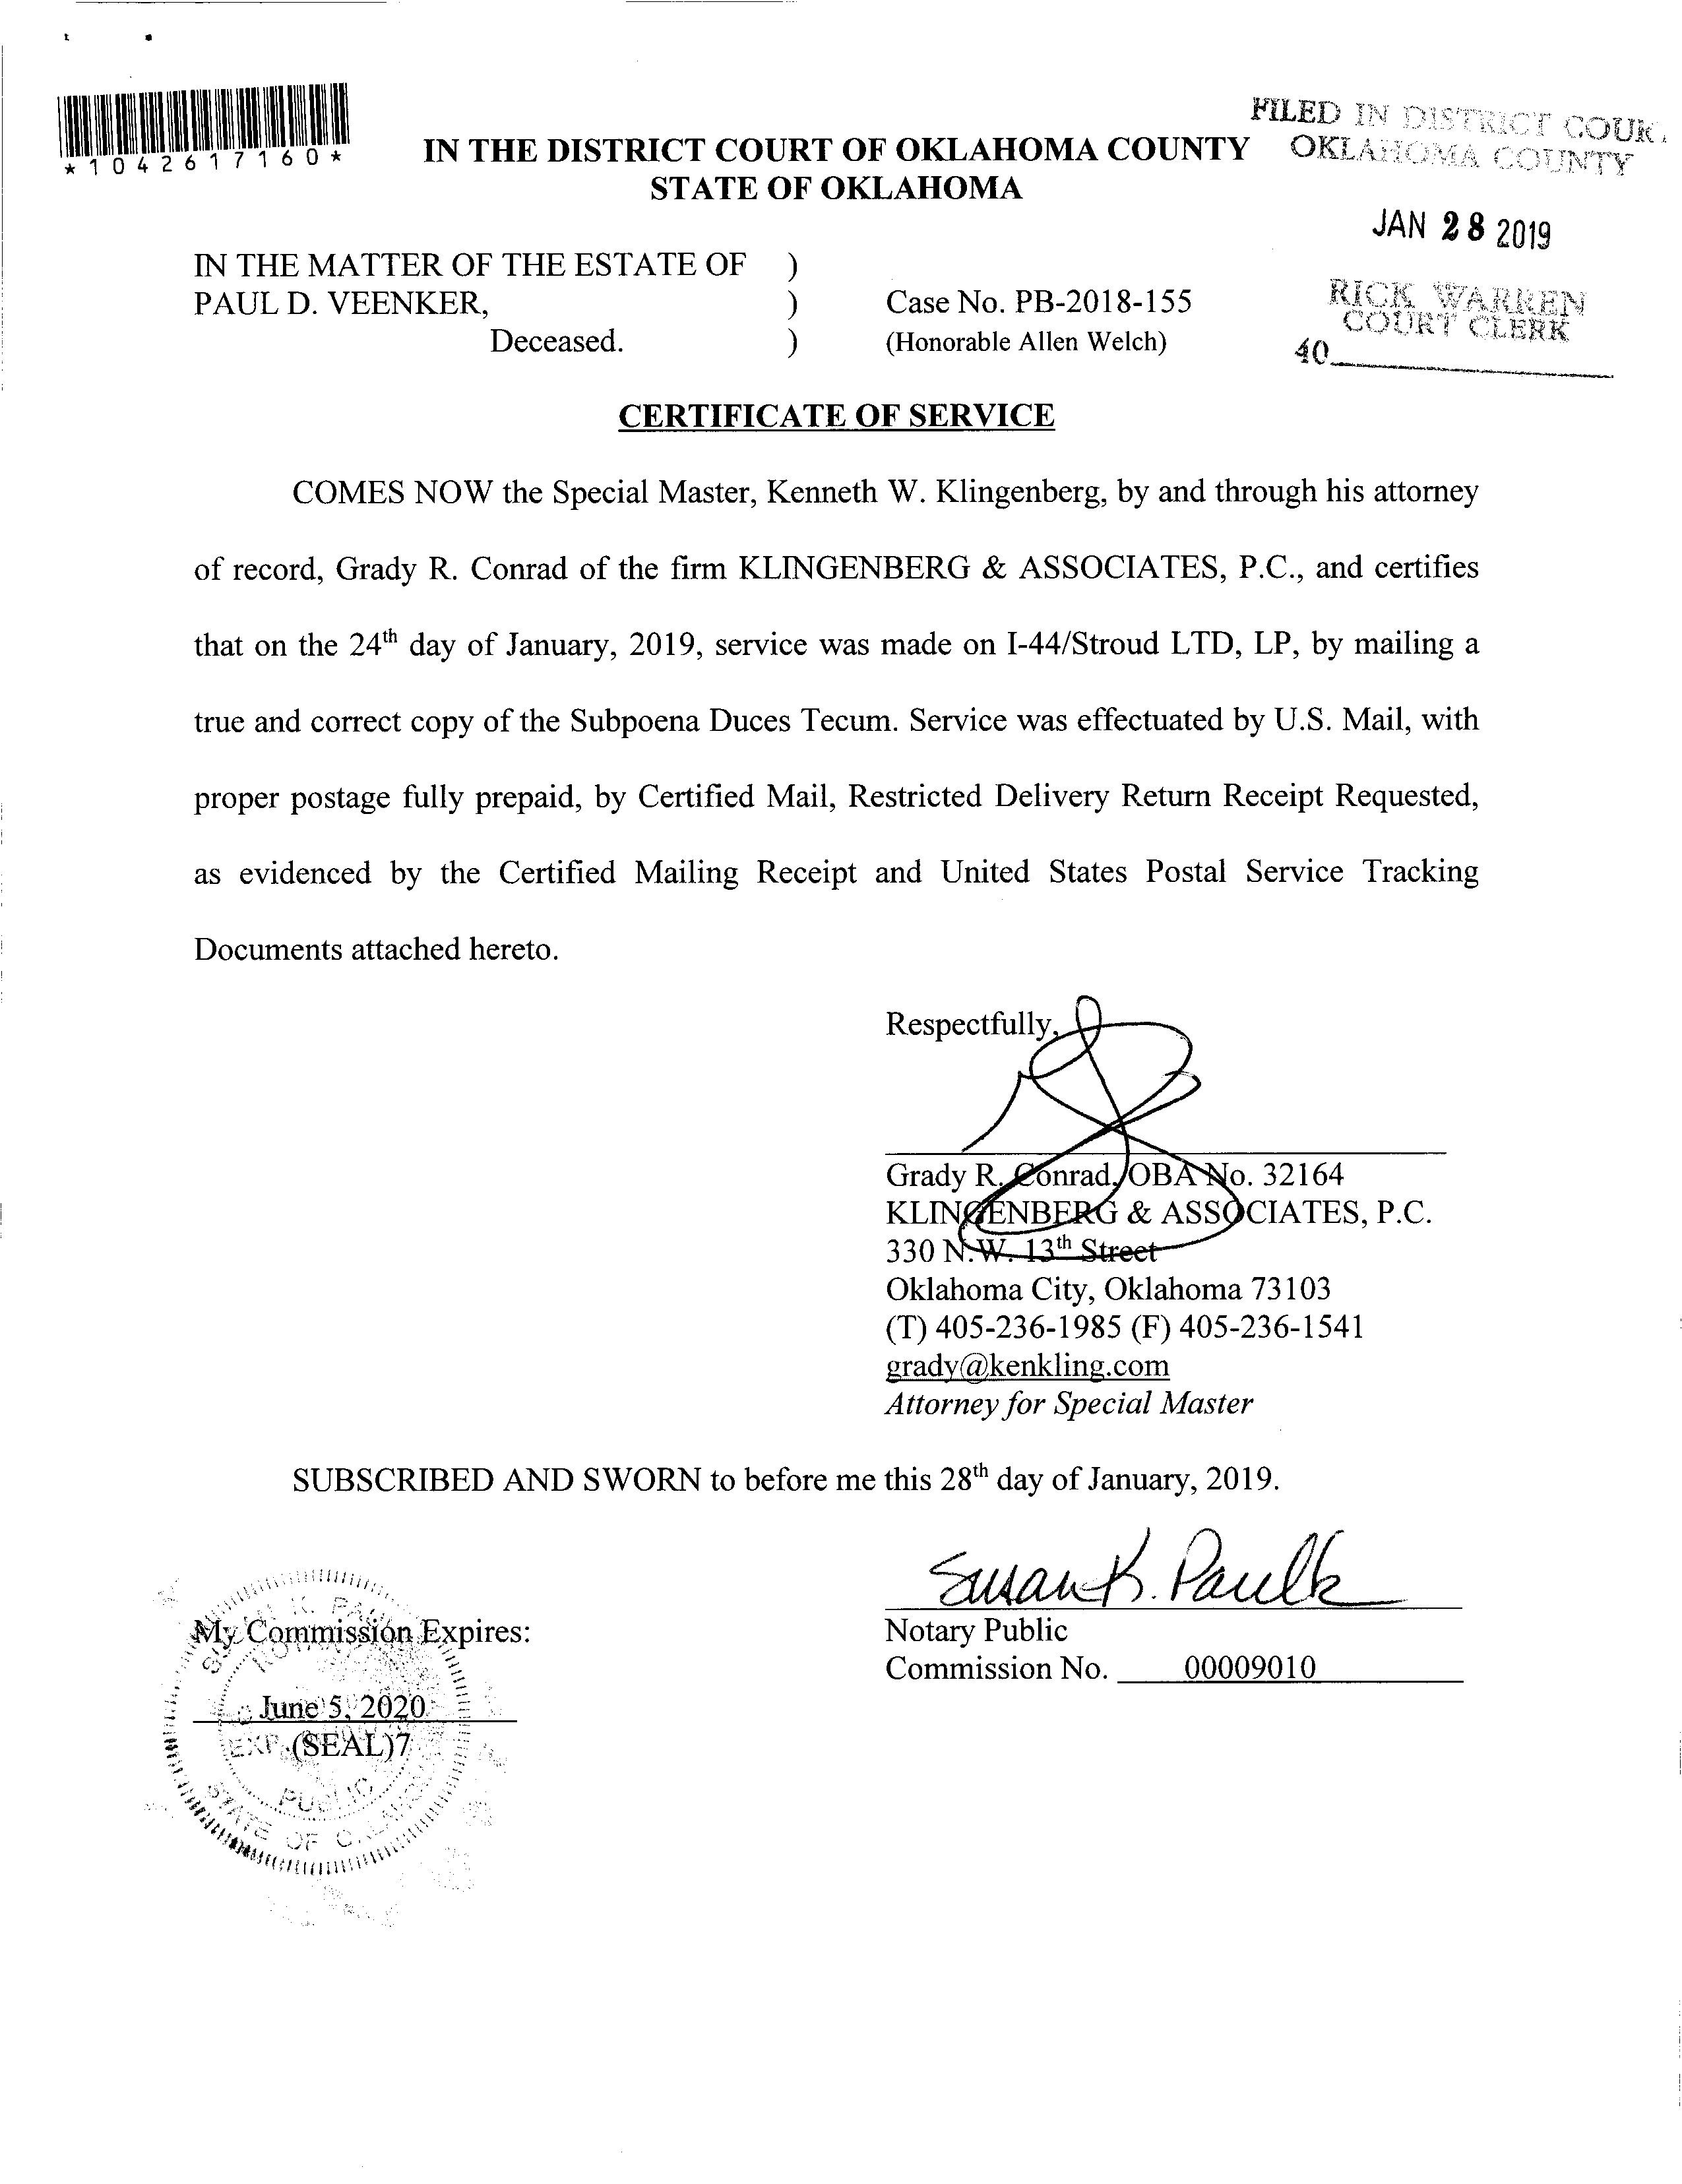 *1042617160*
FILED IN DISTRICT COUR
OKLAHOMA COUNTY
JAN 28 2019
RICK WARREN
COURT CLERK
40
IN THE DISTRICT COURT OF OKLAHOMA COUNTY
STATE OF OKLAHOMA
IN THE MATTER OF THE ESTATE OF )
PAUL D. VEENKER, ) Case No. PB-2018-155
Deceased. ) (Honorable Allen Welch)
CERTIFICATE OF SERVICE
COMES NOW the Special Master, Kenneth W. Klingenberg, by and through his attorney
of record, Grady R. Conrad of the firm KLINGENBERG & ASSOCIATES, P.C., and certifies
that on the 24th day of January, 2019, service was made on I-44/Stroud LTD, LP, by mailing a
true and correct copy of the Subpoena Duces Tecum. Service was effectuated by U.S. Mail, with
proper postage fully prepaid, by Certified Mail, Restricted Delivery Return Receipt Requested,
as evidenced by the Certified Mailing Receipt and United States Postal Service Tracking
Documents attached hereto.
Respectfully,
Grady R. Conrad, OBA No. 32164
KLINGENBERG & ASSOCIATES, P.C.
330 N.W. 13th Street
Oklahoma City, Oklahoma 73103
(T) 405-236-1985 (F) 405-236-1541
grady@kenkling.com
Attorney for Special Master
SUBSCRIBED AND SWORN to before me this 28th day of January, 2019.
Susan K. Paulk
Notary Public
Commission No. 00009010
My Commission Expires:
June 5, 2020
(SEAL)7
PUBLIC
STATE OF